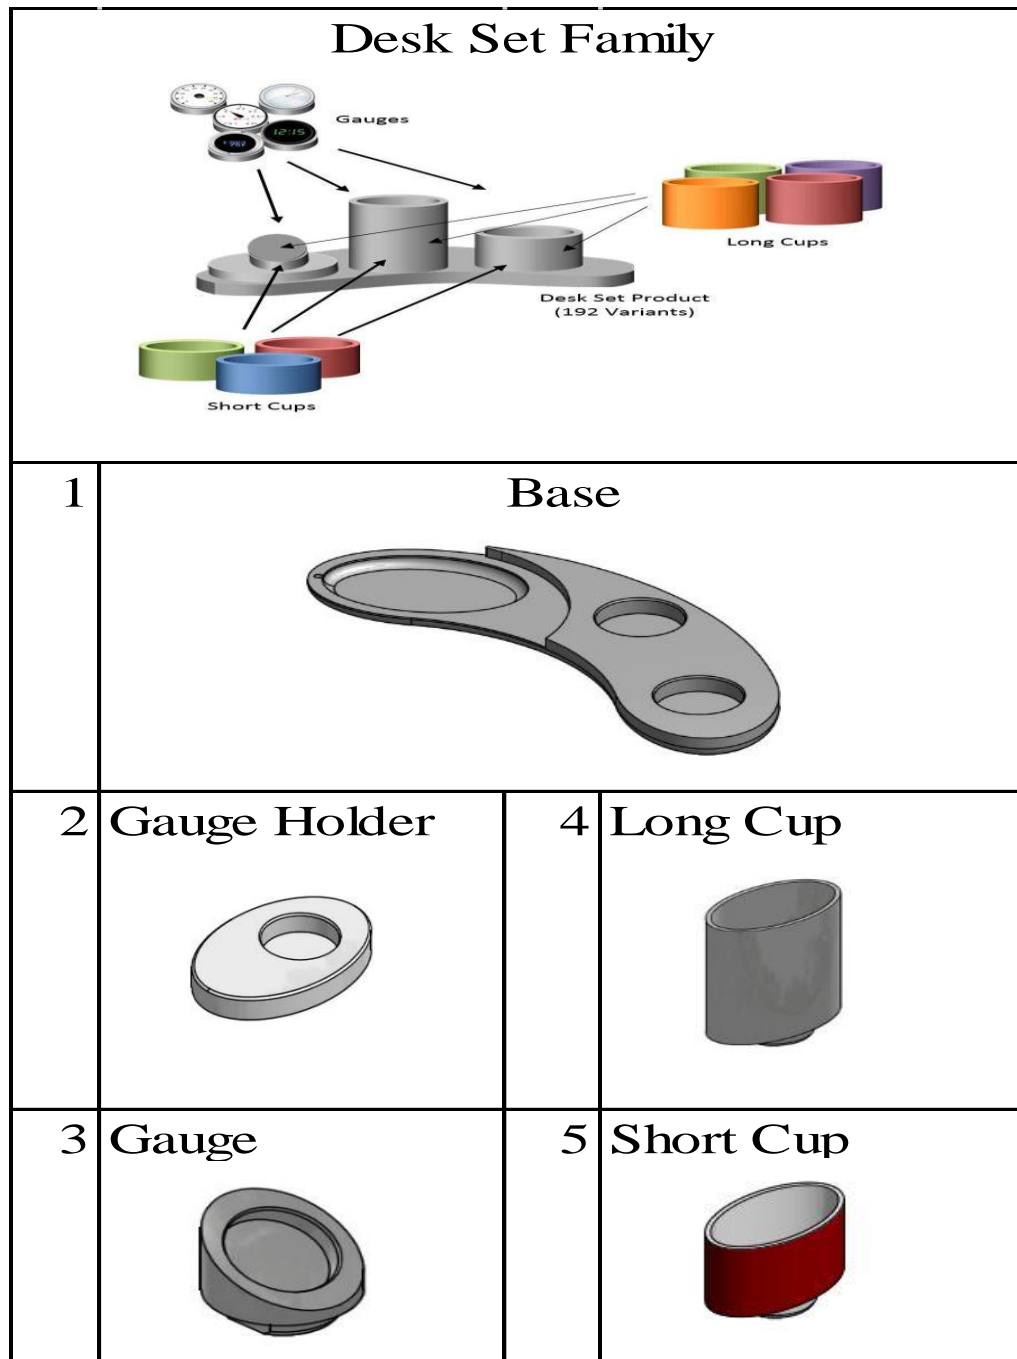 Desk Set Family
Gauges
12:15
Long Cups
Desk Set Product
(192 Variants)
Short Cups
1
Base
2 Gauge Holder
4 Long Cup
3 Gauge
5 Short Cup